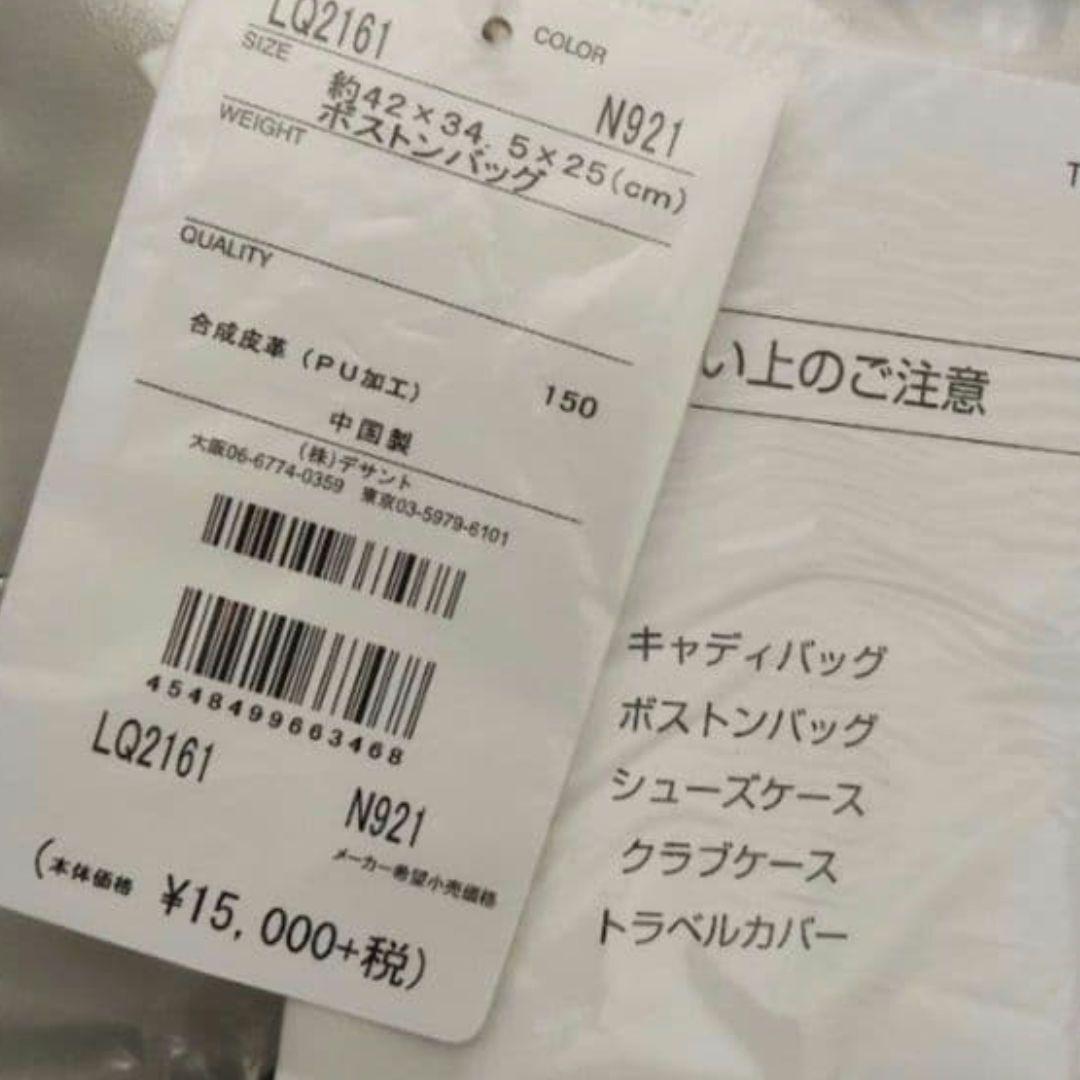 LQ2161
COLOR
N921
SIZE
約42×34.5×25(cm)
ボストンバッグ
WEIGHT
QUALITY
合成皮革（PU加工）
150
中国製
(株)デサント
大阪06-6774-0359 東京03-5979-6101
4548499663468
LQ2161
N921
メーカー希望小売価格
(本体価格 ¥15,000+税)
い上のご注意
キャディバッグ
ボストンバッグ
シューズケース
クラブケース
トラベルカバー